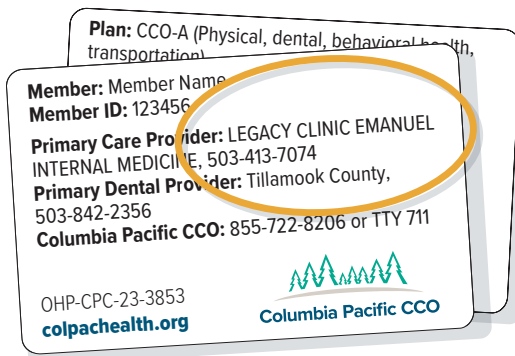 Plan: CCO-A (Physical, dental, behavioral health,
transportation)
Member: Member Name
Member ID: 123456
Primary Care Provider: LEGACY CLINIC EMANUEL
INTERNAL MEDICINE, 503-413-7074
Primary Dental Provider: Tillamook County,
503-842-2356
Columbia Pacific CCO: 855-722-8206 or TTY 711
OHP-CPC-23-3853
colpachealth.org
Columbia Pacific CCO